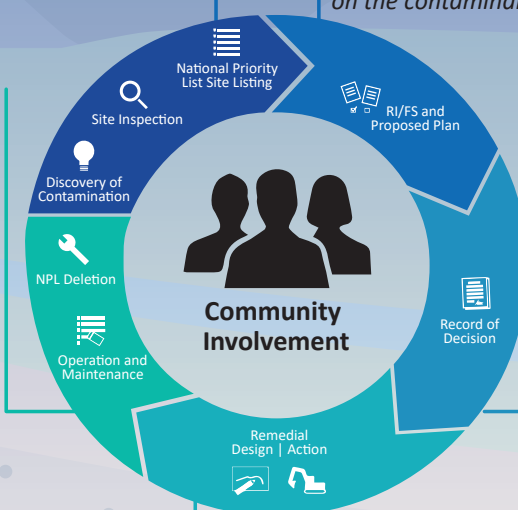 on the contamina
National Priority
List Site Listing
Site Inspection
Discovery of
Contamination
RI/FS and
Proposed Plan
Record of
Decision
Remedial
Design | Action
Operation and
Maintenance
NPL Deletion
Community
Involvement